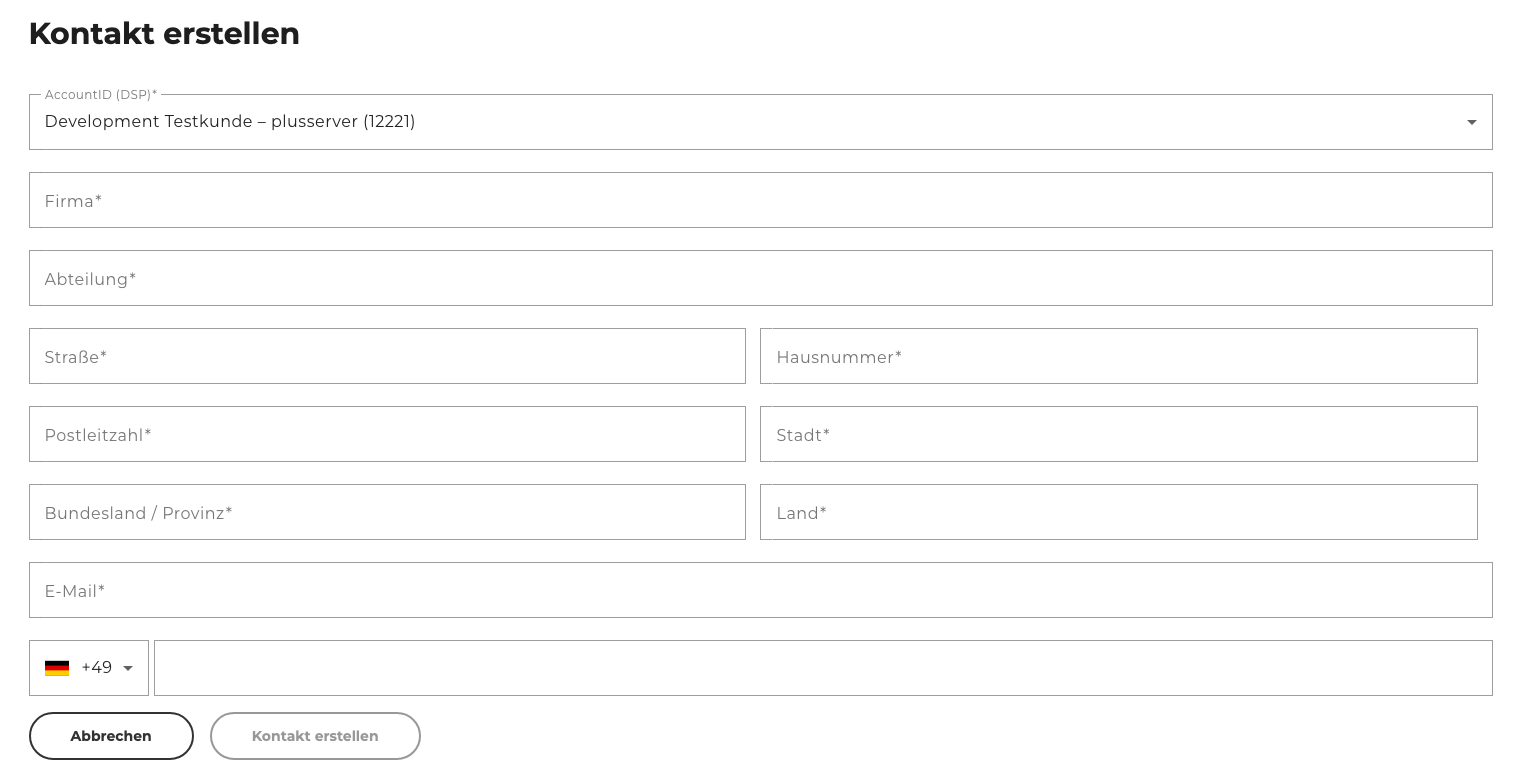 Kontakt erstellen
AccountID (DSP)*
Development Testkunde – plusserver (12221)
Firma*
Abteilung*
Straße*
Hausnummer*
Postleitzahl*
Stadt*
Bundesland / Provinz*
Land*
E-Mail*
+49
Abbrechen
Kontakt erstellen